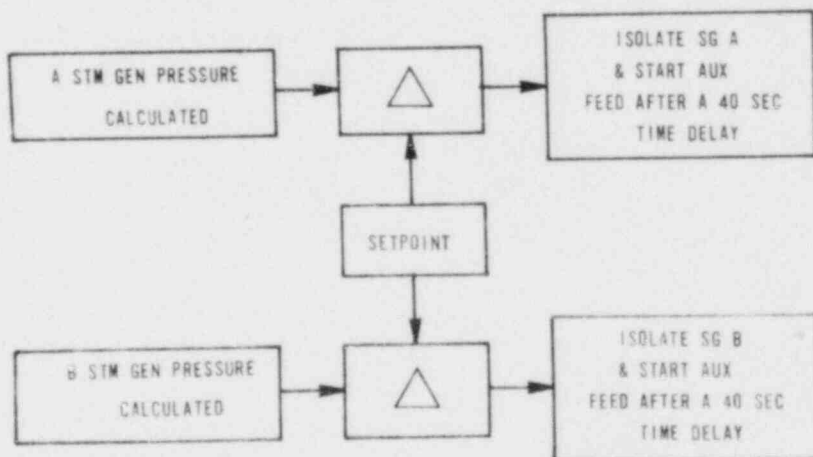 A STM GEN PRESSURE
CALCULATED
ISOLATE SG A
& START AUX
FEED AFTER A 40 SEC
TIME DELAY
SETPOINT
B STM GEN PRESSURE
CALCULATED
ISOLATE SG B
& START AUX
FEED AFTER A 40 SEC
TIME DELAY